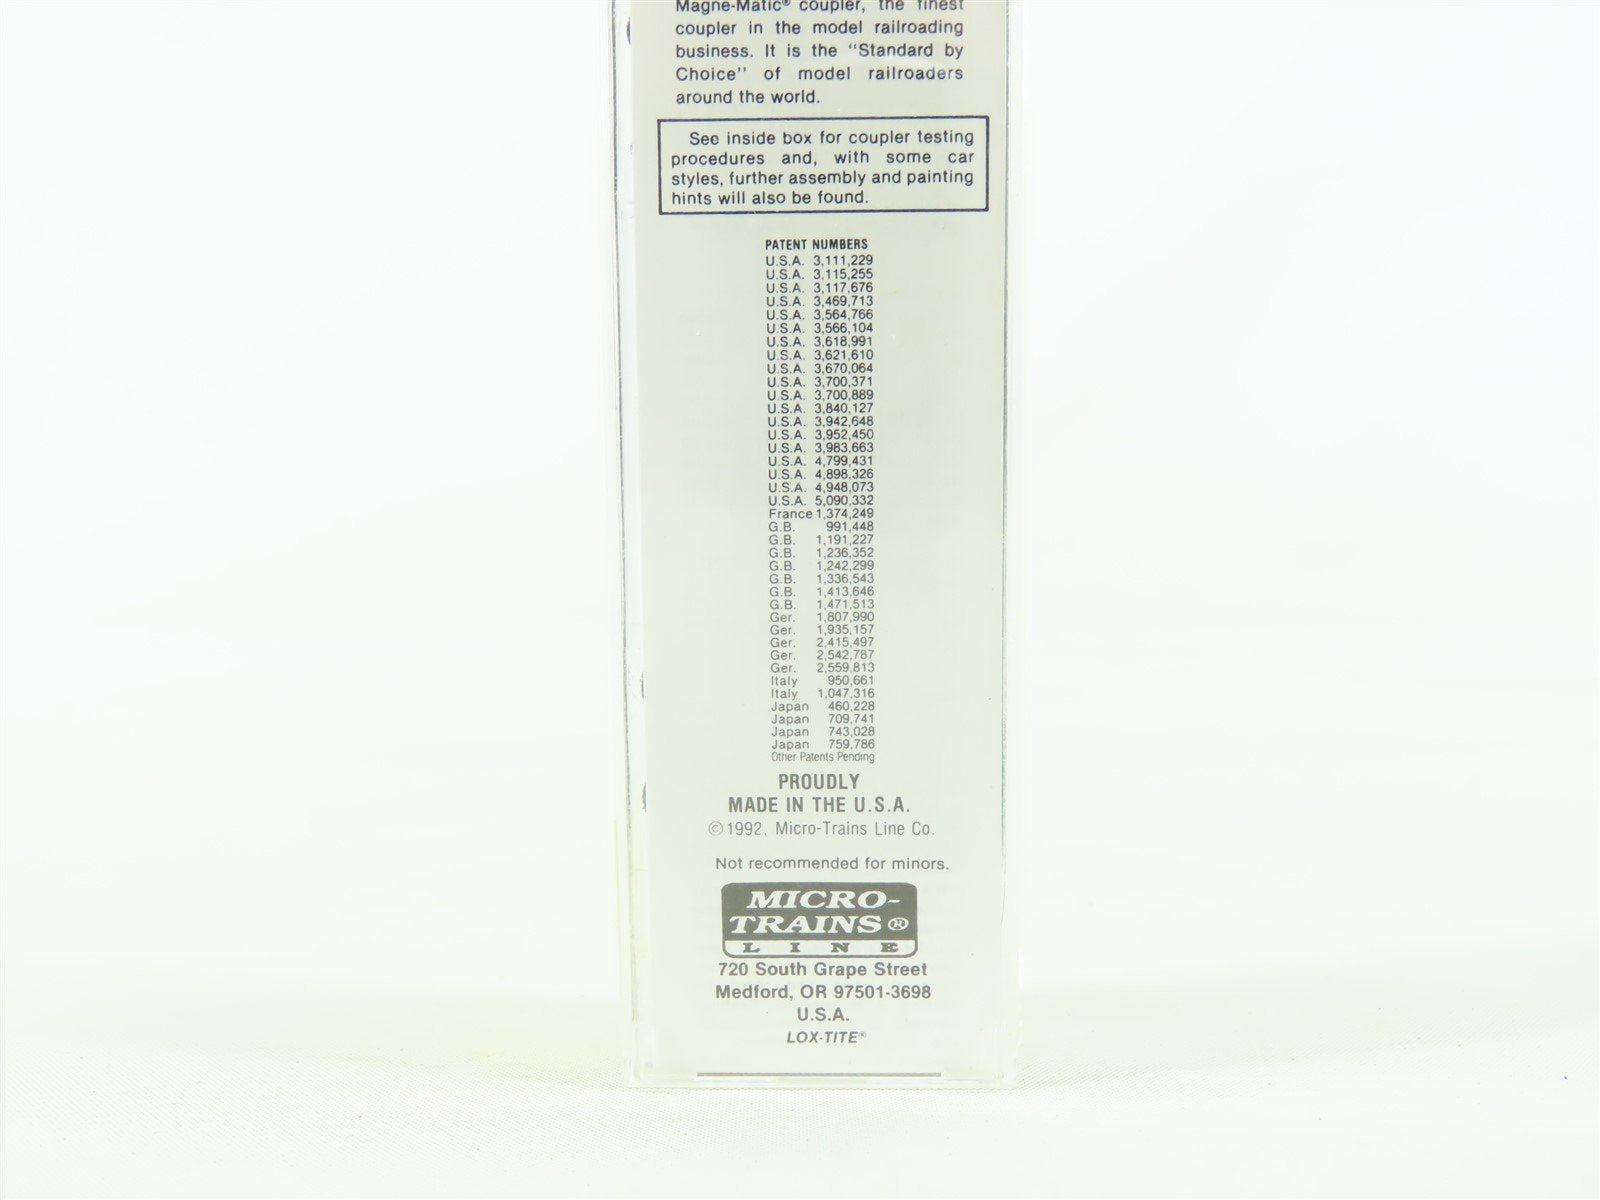 Magne-Matic® coupler, the finest
coupler in the model railroading
business. It is the "Standard by
Choice" of model railroaders
around the world.
See inside box for coupler testing
procedures and, with some car
styles, further assembly and painting
hints will also be found.
PATENT NUMBERS
U.S.A. 3,111,229
U.S.A. 3,115,255
U.S.A. 3,117,676
U.S.A. 3,469,713
U.S.A. 3,564,766
U.S.A. 3,566,104
U.S.A. 3,618,991
U.S.A. 3,621,610
U.S.A. 3,670,064
U.S.A. 3,700,371
U.S.A. 3,700,889
U.S.A. 3,840,127
U.S.A. 3,942,648
U.S.A. 3,952,450
U.S.A. 3,983,663
U.S.A. 4,799,431
U.S.A. 4,898,326
U.S.A. 4,948,073
U.S.A. 5,090,332
France 1,374,249
G.B. 991,448
G.B. 1,191,227
G.B. 1,236,352
G.B. 1,242,299
G.B. 1,336,543
G.B. 1,413,646
G.B. 1,471,513
Ger. 1,807,990
Ger. 1,935,157
Ger. 2,415,497
Ger. 2,542,787
Ger. 2,559,813
Italy 950,661
Italy 1,047,316
Japan 460,228
Japan 709,741
Japan 743,028
Japan 759,786
Other Patents Pending
PROUDLY
MADE IN THE U.S.A.
©1992, Micro-Trains Line Co.
Not recommended for minors.
MICRO-
TRAINS®
LINE
720 South Grape Street
Medford, OR 97501-3698
U.S.A.
LOX-TITE®